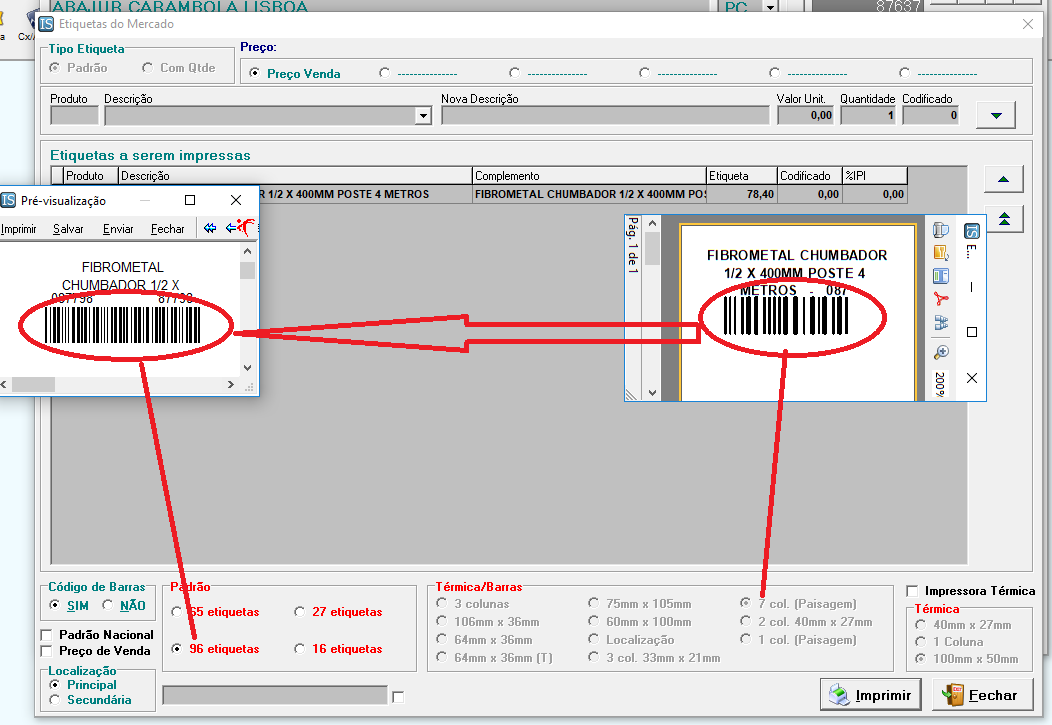 ABAJUR CARAMBOLA LISBOA
PC
87637
Etiquetas do Mercado
Cx/
Tipo Etiqueta
Padrão
Com Qtde
Preço:
Preço Venda
--------------
--------------
--------------
--------------
--------------
Produto
Descrição
Nova Descrição
Valor Unit.
Quantidade
Codificado
0,00
1
0
Etiquetas a serem impressas
Produto
Descrição
Complemento
Etiqueta
Codificado
%IPI
R 1/2 X 400MM POSTE 4 METROS
FIBROMETAL CHUMBADOR 1/2 X 400MM POS
78,40
0,00
0,00
Pré-visualização
Imprimir
Salvar
Enviar
Fechar
FIBROMETAL
CHUMBADOR 1/2 X
087798
87798
Pág. 1 de 1
FIBROMETAL CHUMBADOR
1/2 X 400MM POSTE 4
METROS - 087
E...
200%
Código de Barras
SIM
NÃO
Padrão Nacional
Preço de Venda
Localização
Principal
Secundária
Padrão
65 etiquetas
27 etiquetas
96 etiquetas
16 etiquetas
Térmica/Barras
3 colunas
75mm x 105mm
7 col. (Paisagem)
106mm x 36mm
60mm x 100mm
2 col. 40mm x 27mm
64mm x 36mm
Localização
1 col. (Paisagem)
64mm x 36mm (T)
3 col. 33mm x 21mm
Impressora Térmica
Térmica
40mm x 27mm
1 Coluna
100mm x 50mm
Imprimir
Fechar